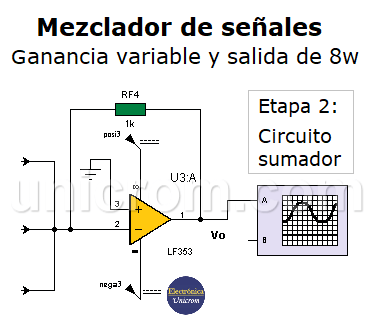 Mezclador de señales
Ganancia variable y salida de 8w
RF4
1k
posi3
Etapa 2:
Circuito
sumador
U3:A
3
8
2
1
LF353
A
B
Vo
nega3
unicrom.com
Electrónica
Unicrom